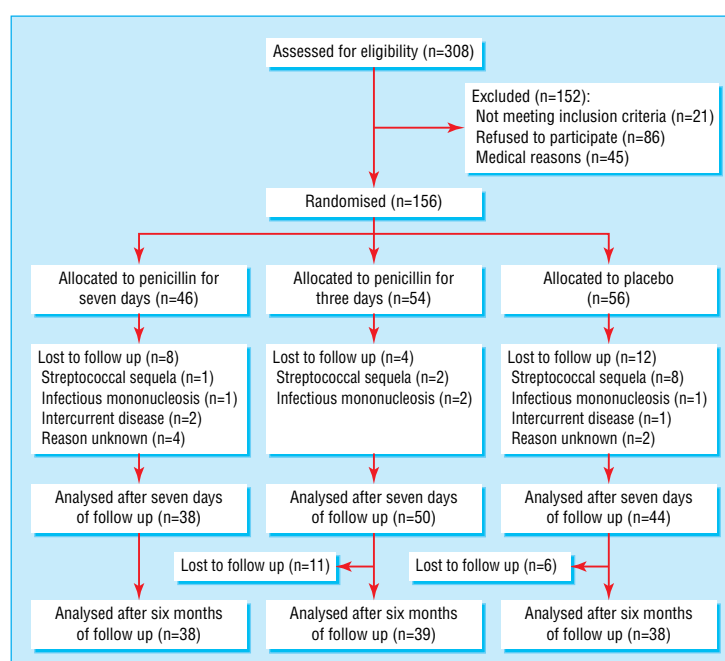 Assessed for eligibility (n=308)
Excluded (n=152):
Not meeting inclusion criteria (n=21)
Refused to participate (n=86)
Medical reasons (n=45)
Randomised (n=156)
Allocated to penicillin for
seven days (n=46)
Allocated to penicillin for
three days (n=54)
Allocated to placebo
(n=56)
Lost to follow up (n=8)
Streptococcal sequela (n=1)
Infectious mononucleosis (n=1)
Intercurrent disease (n=2)
Reason unknown (n=4)
Lost to follow up (n=4)
Streptococcal sequela (n=2)
Infectious mononucleosis (n=2)
Lost to follow up (n=12)
Streptococcal sequela (n=8)
Infectious mononucleosis (n=1)
Intercurrent disease (n=1)
Reason unknown (n=2)
Analysed after seven days
of follow up (n=38)
Analysed after seven days
of follow up (n=50)
Analysed after seven days
of follow up (n=44)
Lost to follow up (n=11)
Lost to follow up (n=6)
Analysed after six months
of follow up (n=38)
Analysed after six months
of follow up (n=39)
Analysed after six months
of follow up (n=38)